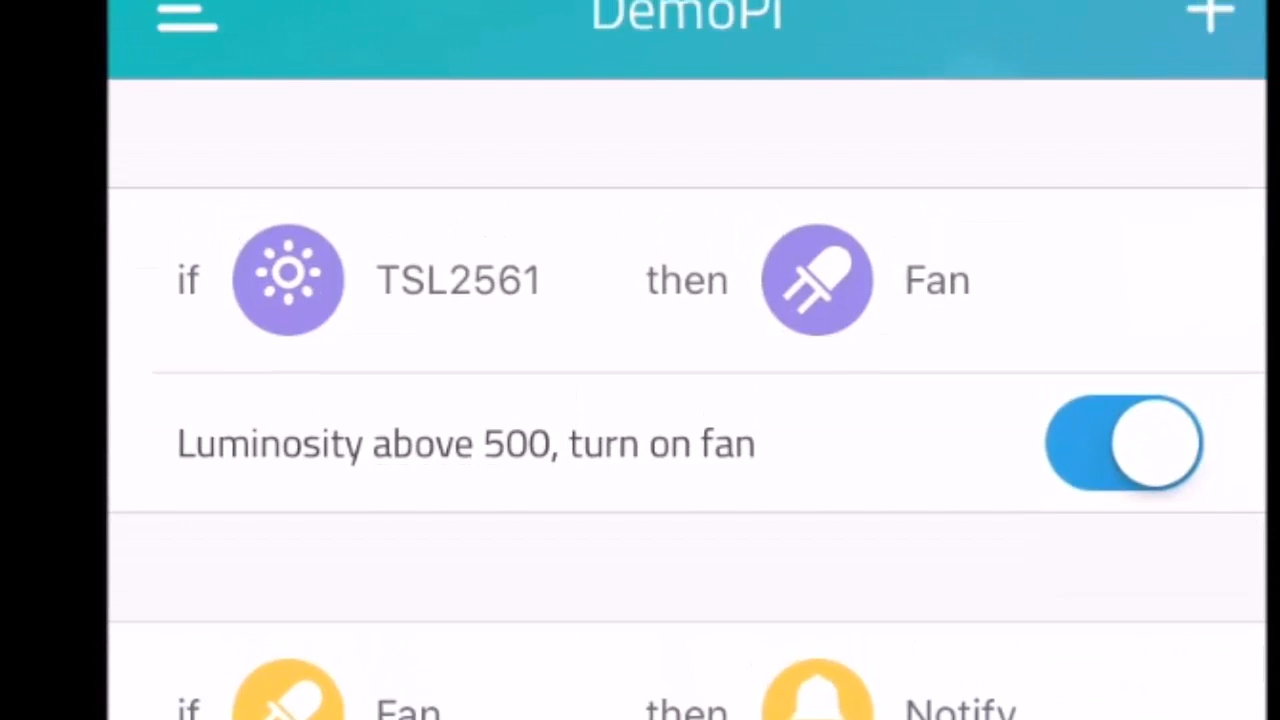 DemoPi
if TSL2561 then Fan
Luminosity above 500, turn on fan
if Fan then Notify